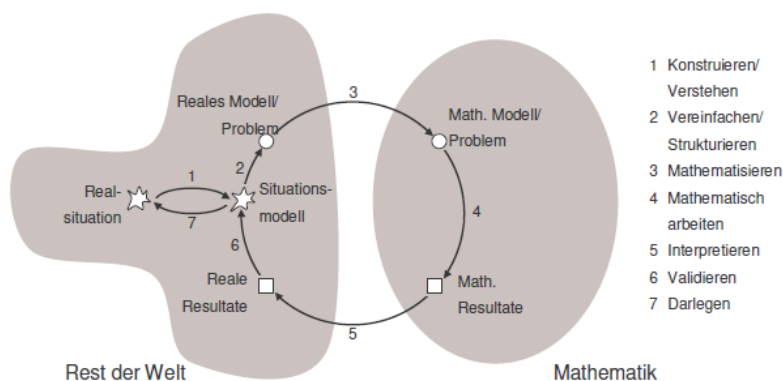 Reales Modell/
Problem
3
Math. Modell/
Problem
1
2
Real-
situation
Situations-
modell
7
4
6
Reale
Resultate
Math.
Resultate
5
Rest der Welt
Mathematik
1 Konstruieren/
Verstehen
2 Vereinfachen/
Strukturieren
3 Mathematisieren
4 Mathematisch
arbeiten
5 Interpretieren
6 Validieren
7 Darlegen